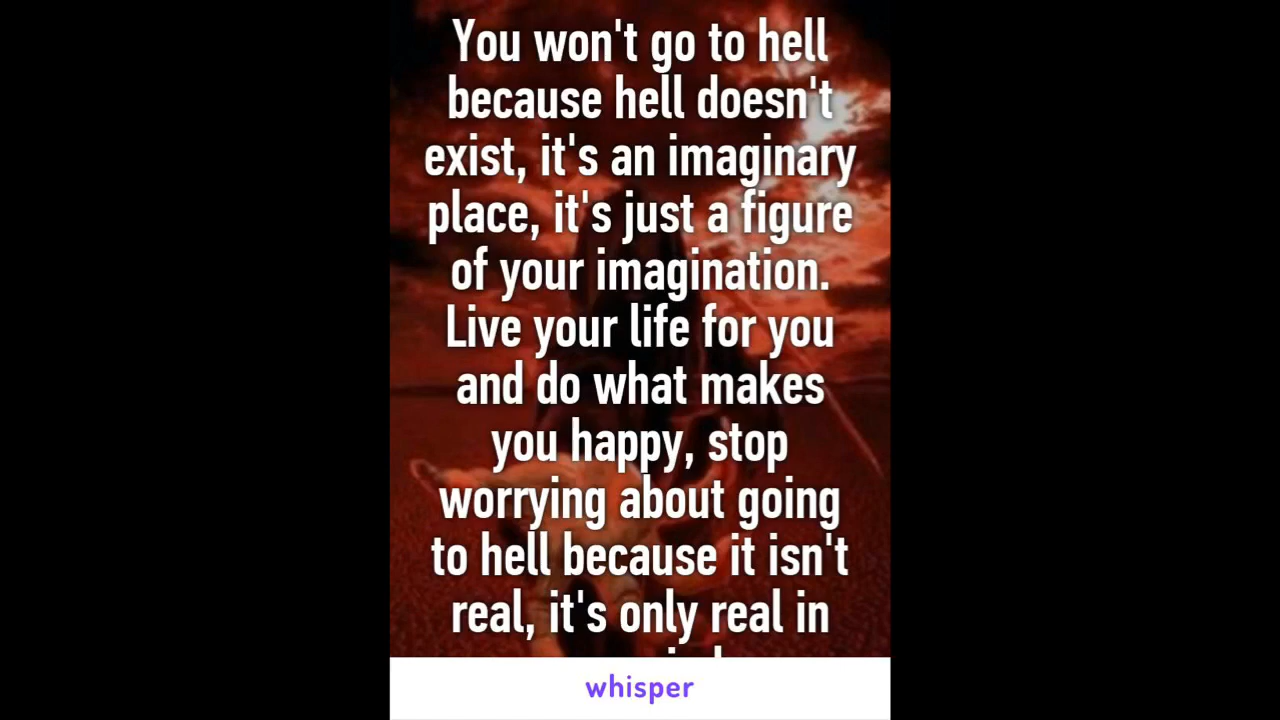 You won't go to hell
because hell doesn't
exist, it's an imaginary
place, it's just a figure
of your imagination.
Live your life for you
and do what makes
you happy, stop
worrying about going
to hell because it isn't
real, it's only real in
whisper